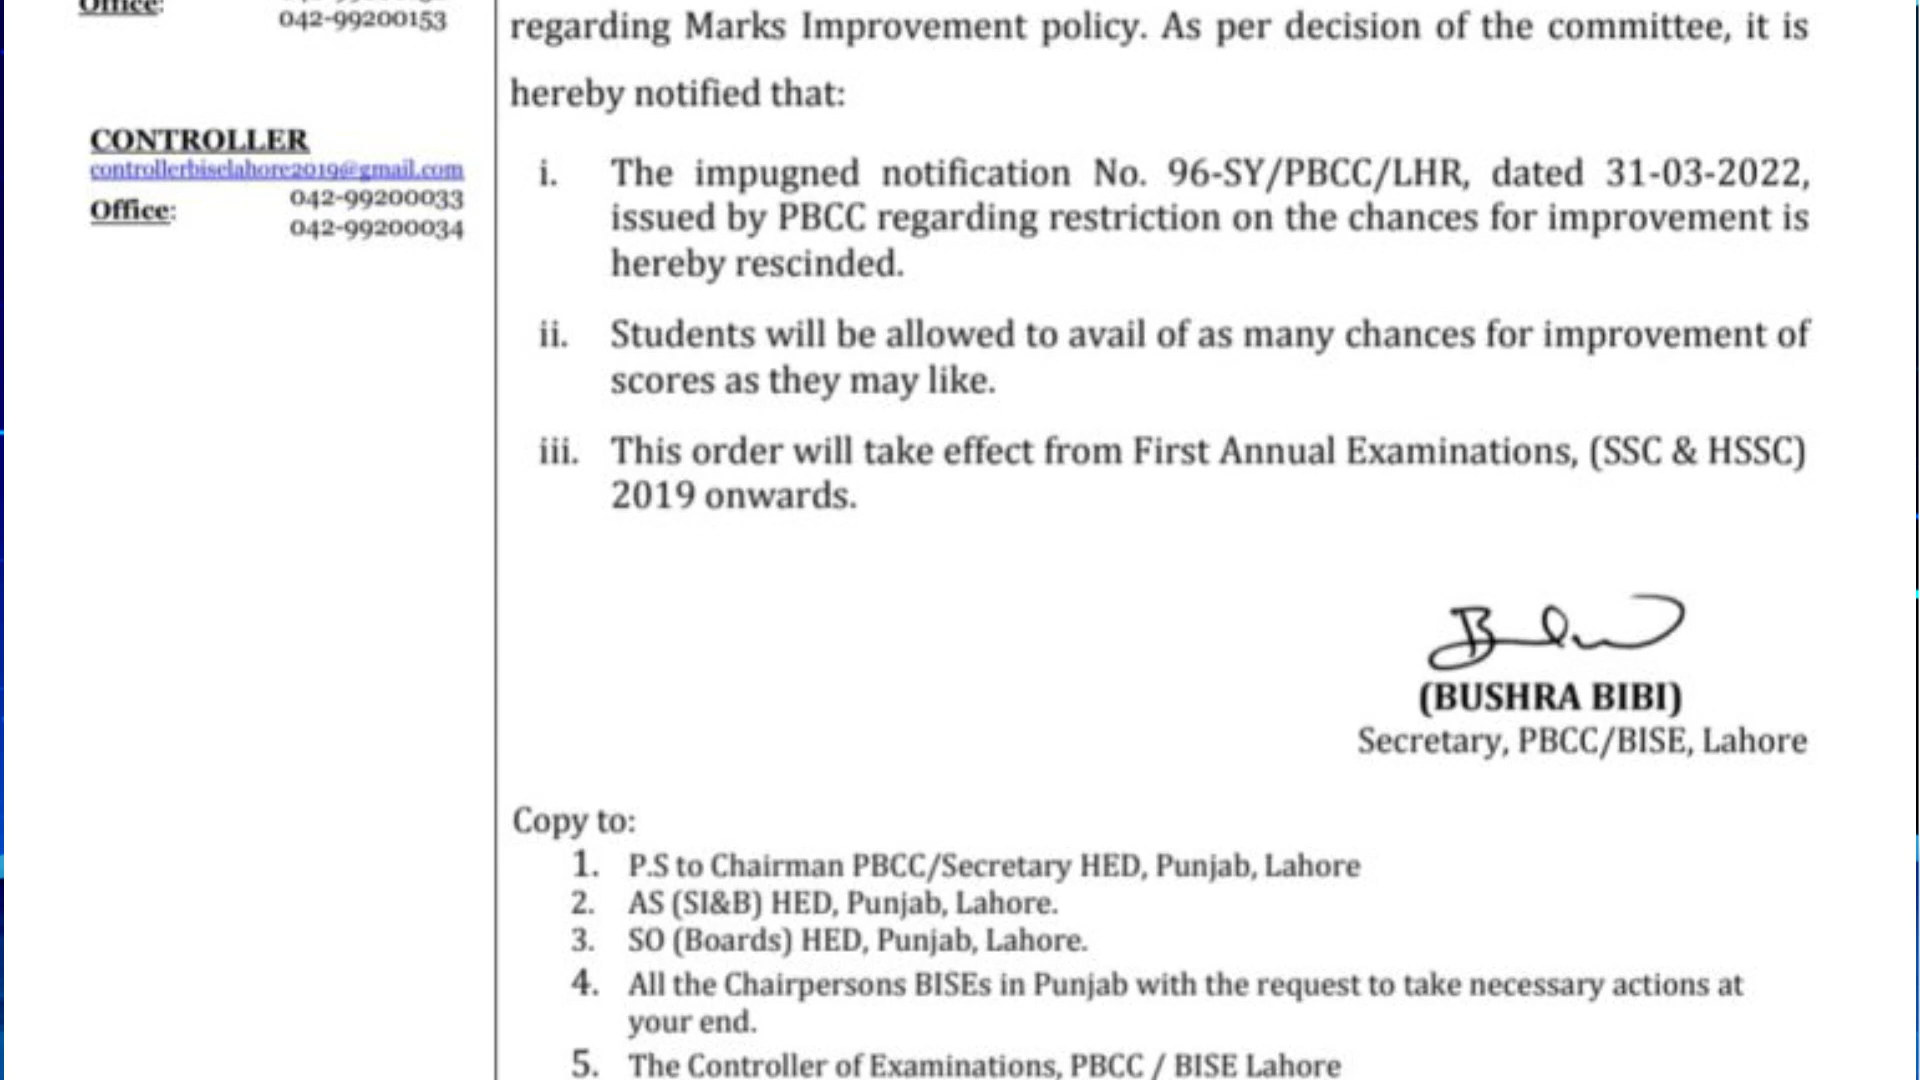 Office:
042-99200153
CONTROLLER
controllerbiselahore2019@gmail.com
Office:
042-99200033
042-99200034
regarding Marks Improvement policy. As per decision of the committee, it is
hereby notified that:
i. The impugned notification No. 96-SY/PBCC/LHR, dated 31-03-2022,
issued by PBCC regarding restriction on the chances for improvement is
hereby rescinded.
ii. Students will be allowed to avail of as many chances for improvement of
scores as they may like.
iii. This order will take effect from First Annual Examinations, (SSC & HSSC)
2019 onwards.
(BUSHRA BIBI)
Secretary, PBCC/BISE, Lahore
Copy to:
1. P.S to Chairman PBCC/Secretary HED, Punjab, Lahore
2. AS (SI&B) HED, Punjab, Lahore.
3. SO (Boards) HED, Punjab, Lahore.
4. All the Chairpersons BISEs in Punjab with the request to take necessary actions at
your end.
5. The Controller of Examinations, PBCC / BISE Lahore